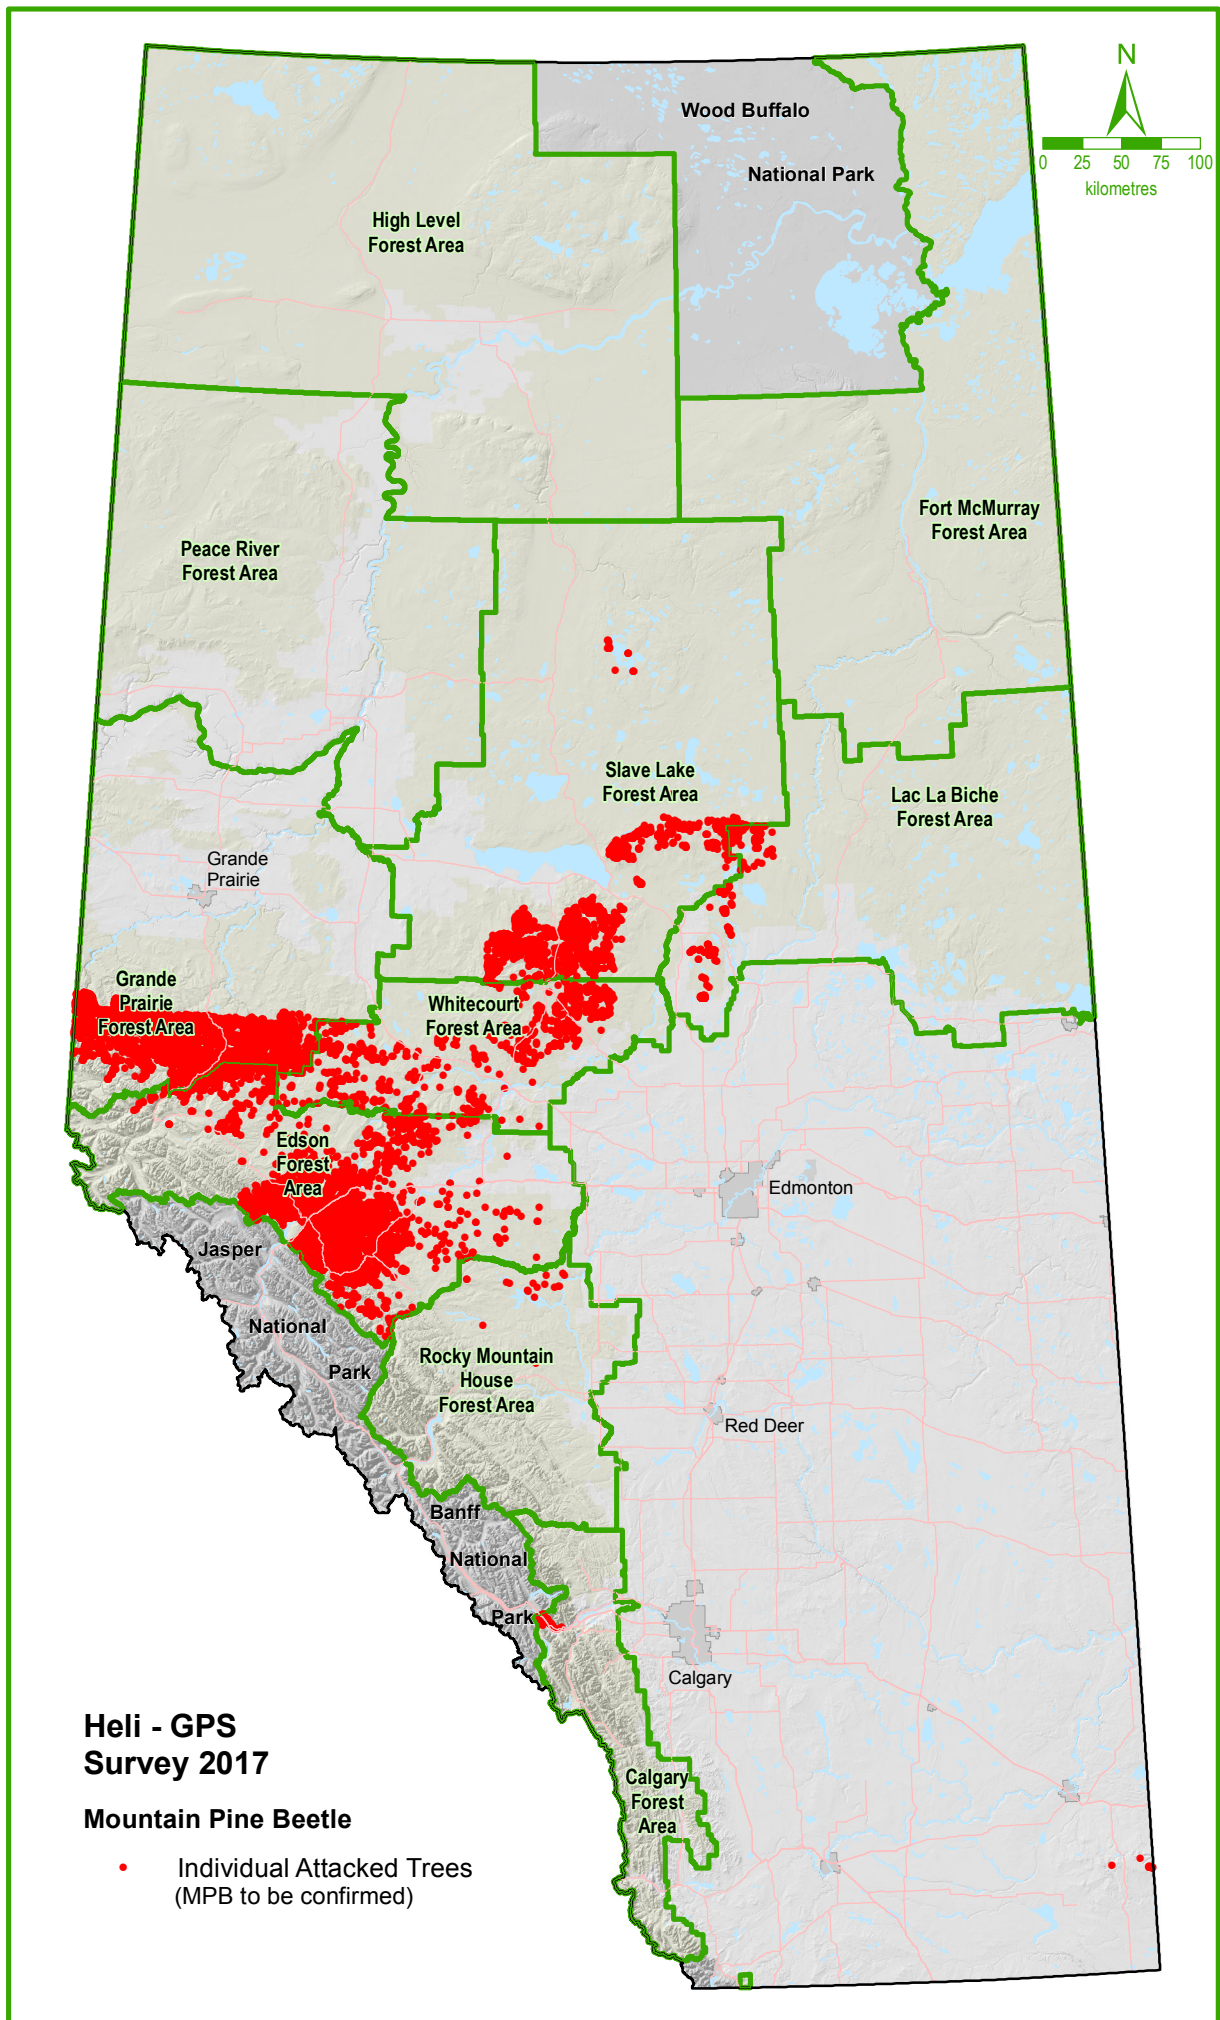 N
0 25 50 75 100
kilometres
Wood Buffalo
National Park
High Level
Forest Area
Fort McMurray
Forest Area
Peace River
Forest Area
Slave Lake
Forest Area
Lac La Biche
Forest Area
Grande
Prairie
Grande
Prairie
Forest Area
Whitecourt
Forest Area
Edson
Forest
Area
Edmonton
Jasper
National
Park
Rocky Mountain
House
Forest Area
Red Deer
Banff
National
Park
Calgary
Calgary
Forest
Area
Heli - GPS
Survey 2017
Mountain Pine Beetle
Individual Attacked Trees
(MPB to be confirmed)